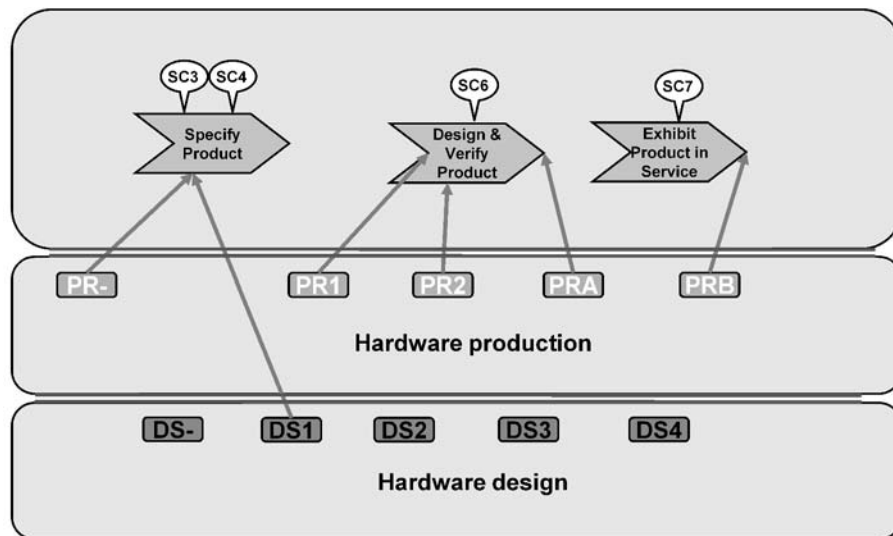 SC3 SC4
SC6
SC7
Specify
Product
Design &
Verify
Product
Exhibit
Product in
Service
PR- PR1 PR2 PRA PRB
Hardware production
DS- DS1 DS2 DS3 DS4
Hardware design